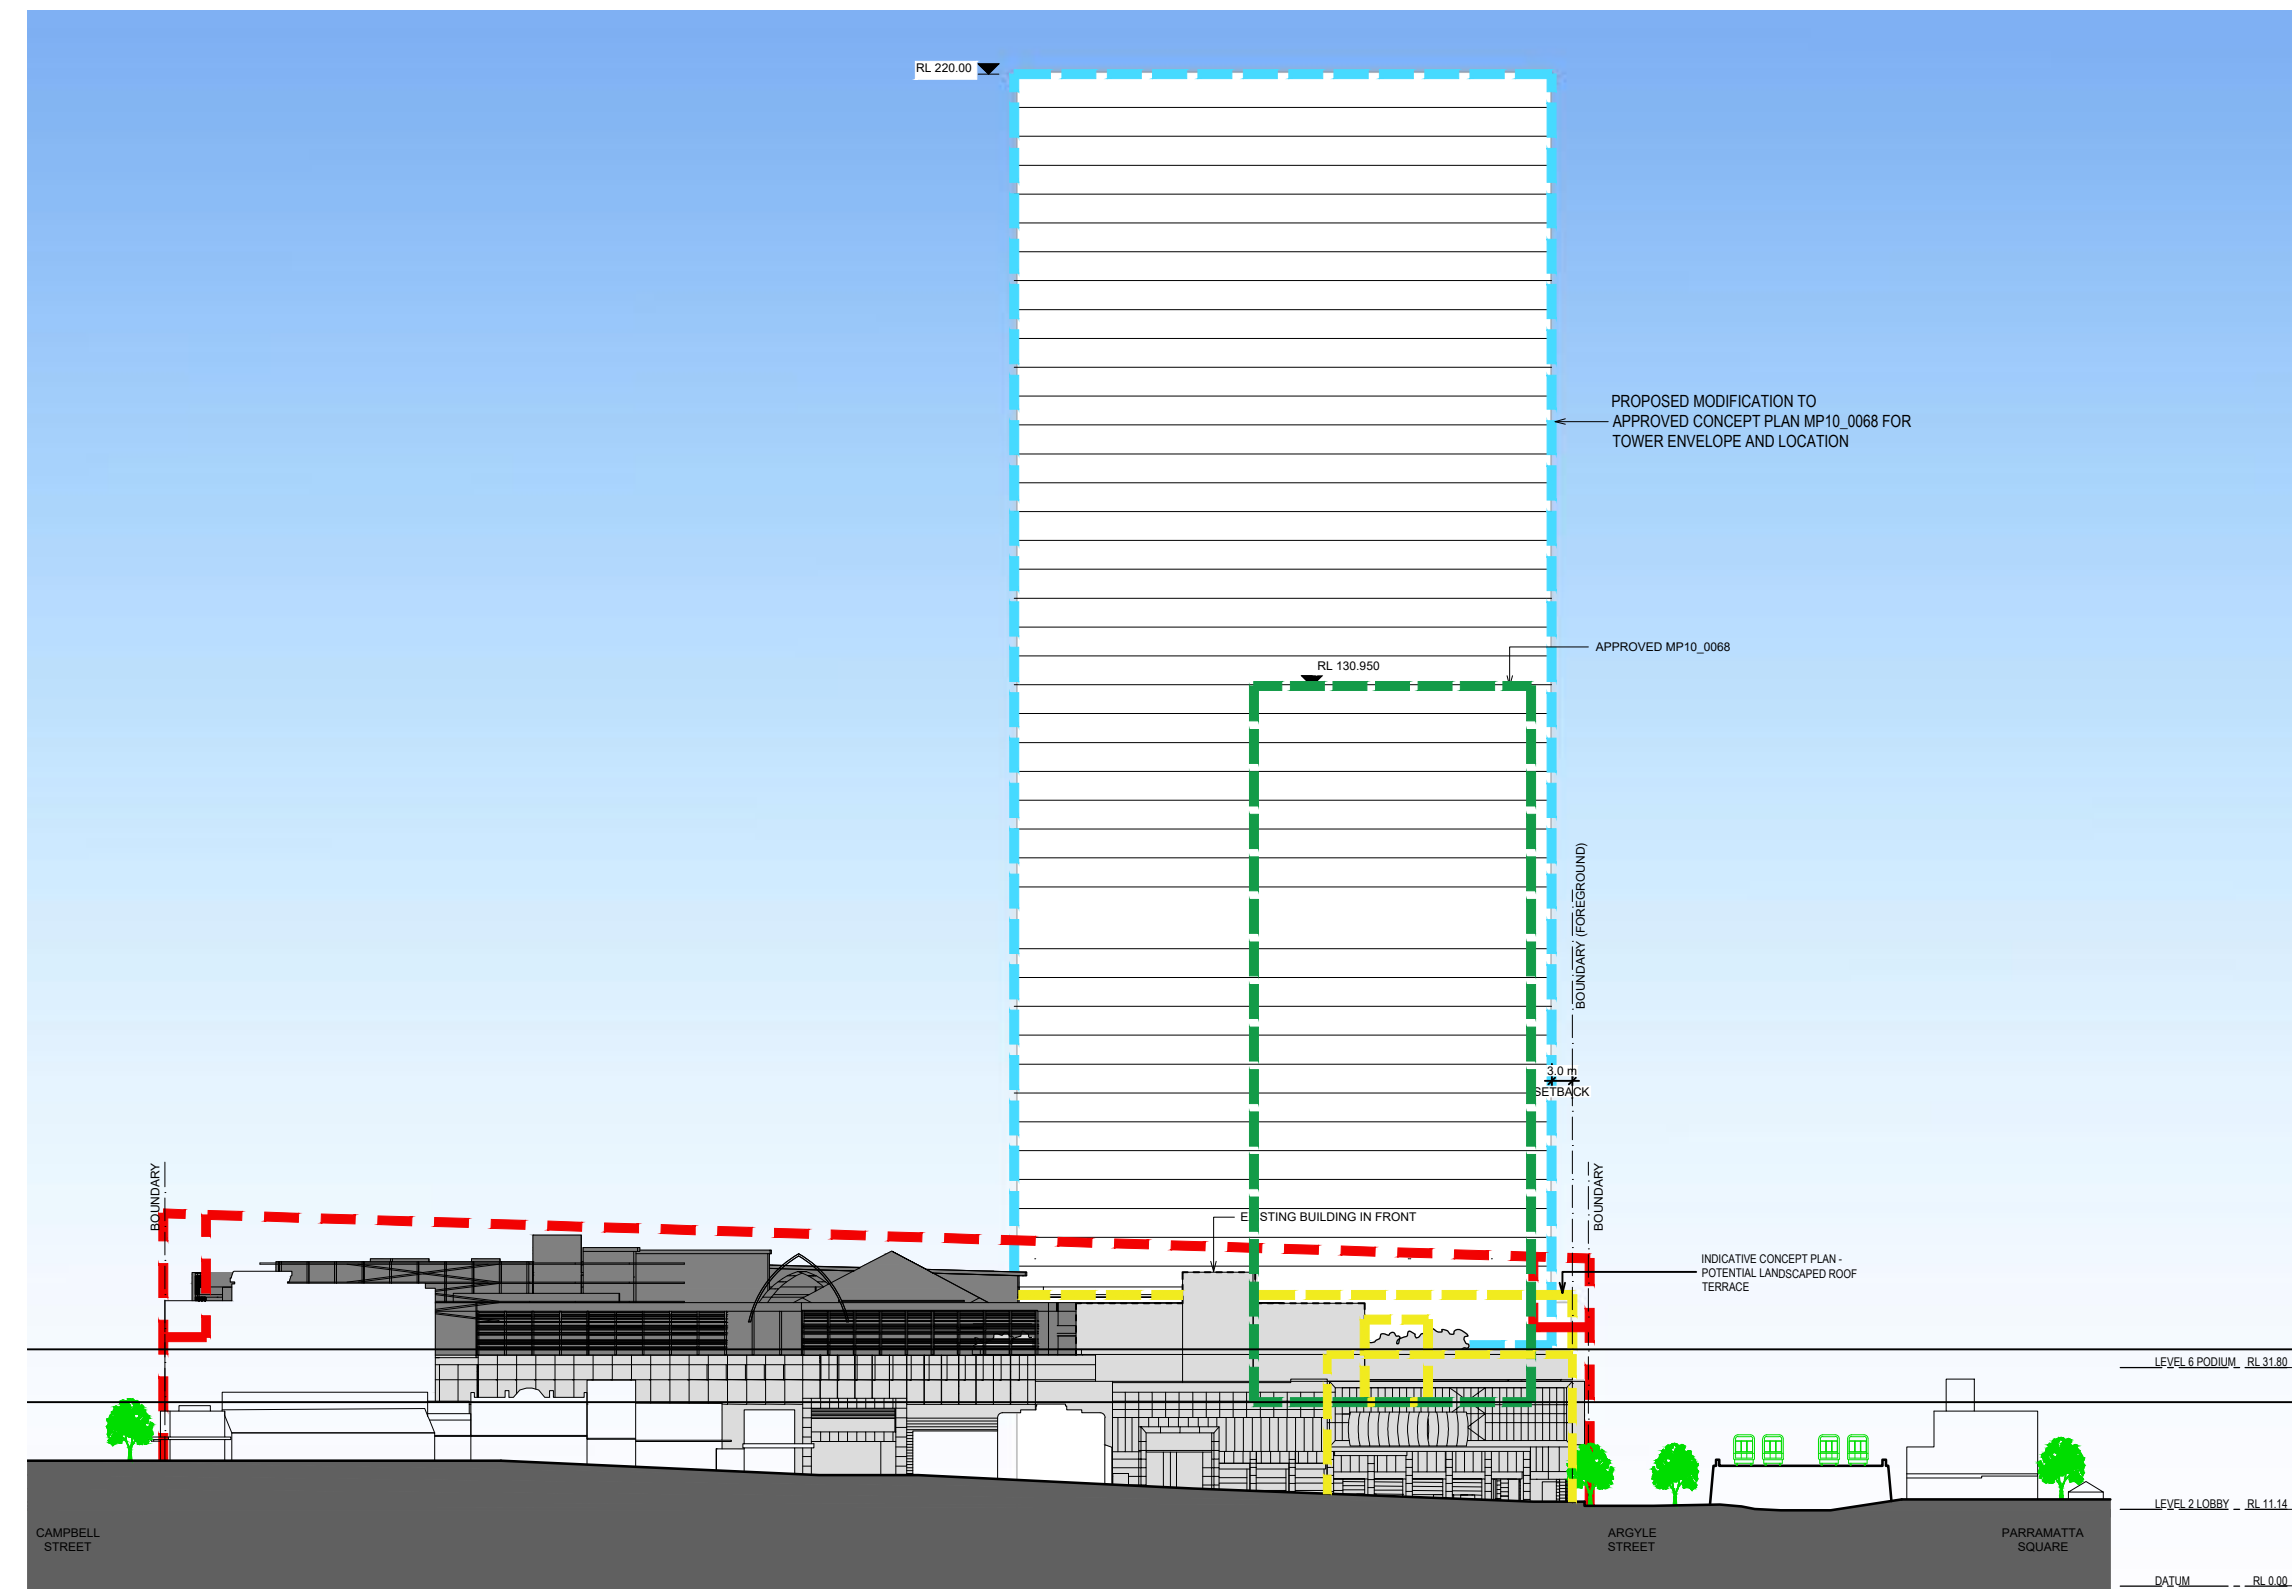 RL 220.00
PROPOSED MODIFICATION TO
APPROVED CONCEPT PLAN MP10_0068 FOR
TOWER ENVELOPE AND LOCATION
APPROVED MP10_0068
RL 130.950
BOUNDARY (FOREGROUND)
3.0 m
SETBACK
BOUNDARY
BOUNDARY
EXISTING BUILDING IN FRONT
INDICATIVE CONCEPT PLAN -
POTENTIAL LANDSCAPED ROOF
TERRACE
LEVEL 6 PODIUM RL 31.80
LEVEL 2 LOBBY RL 11.14
CAMPBELL
STREET
ARGYLE
STREET
PARRAMATTA
SQUARE
DATUM RL 0.00